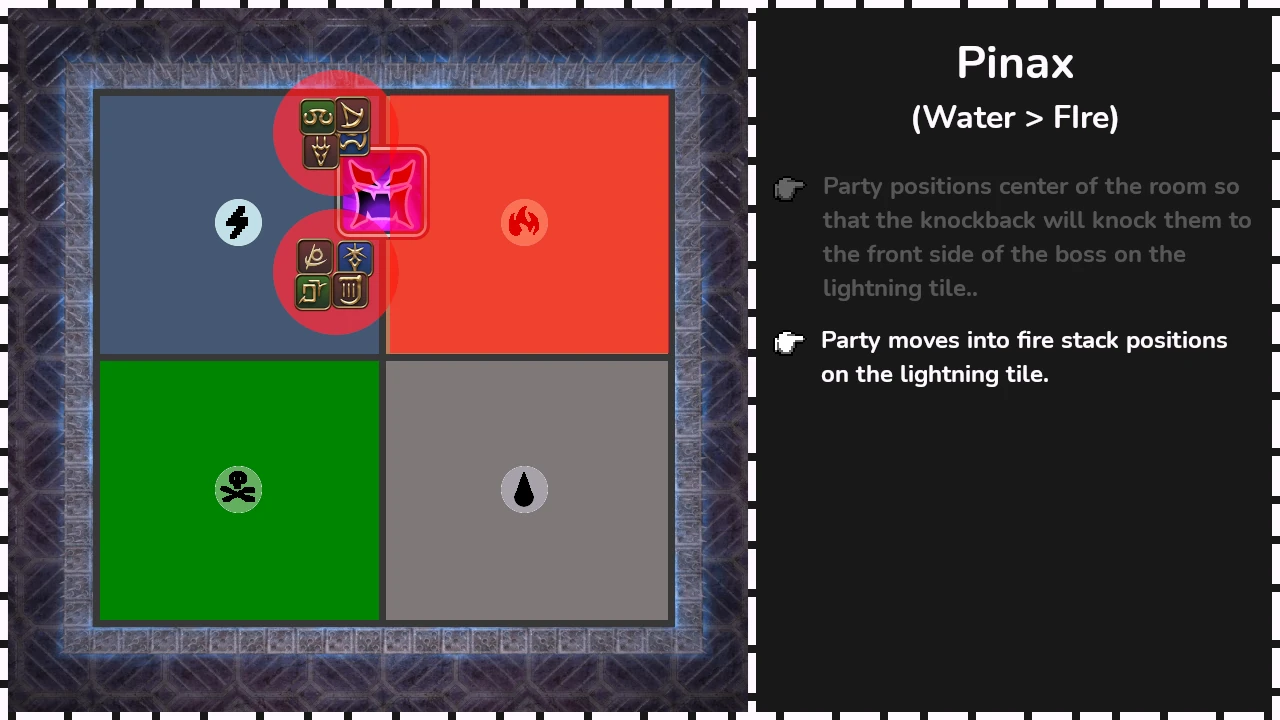 Pinax
(Water > FIre)
Party positions center of the room so
that the knockback will knock them to
the front side of the boss on the
lightning tile..
Party moves into fire stack positions
on the lightning tile.